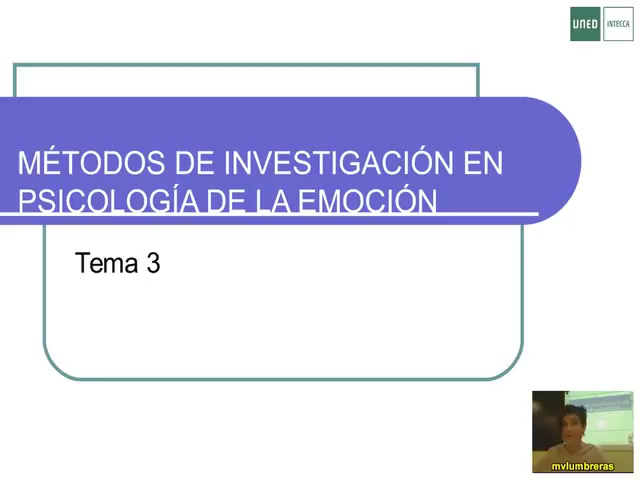 UNED INTECCA
MÉTODOS DE INVESTIGACIÓN EN
PSICOLOGÍA DE LA EMOCIÓN
Tema 3
mvlumbreras